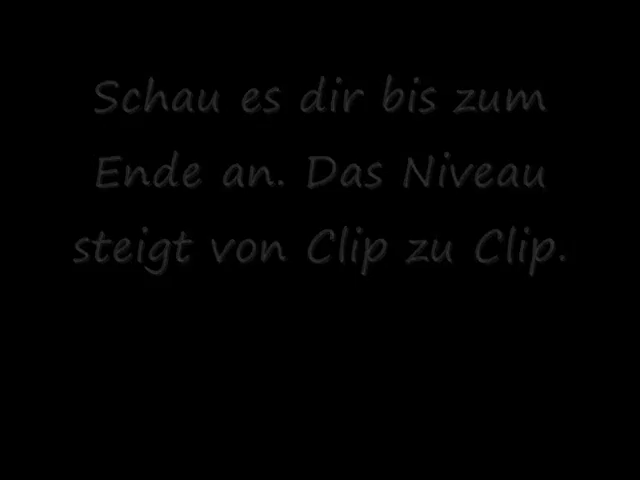 Schau es dir bis zum
Ende an. Das Niveau
steigt von Clip zu Clip.